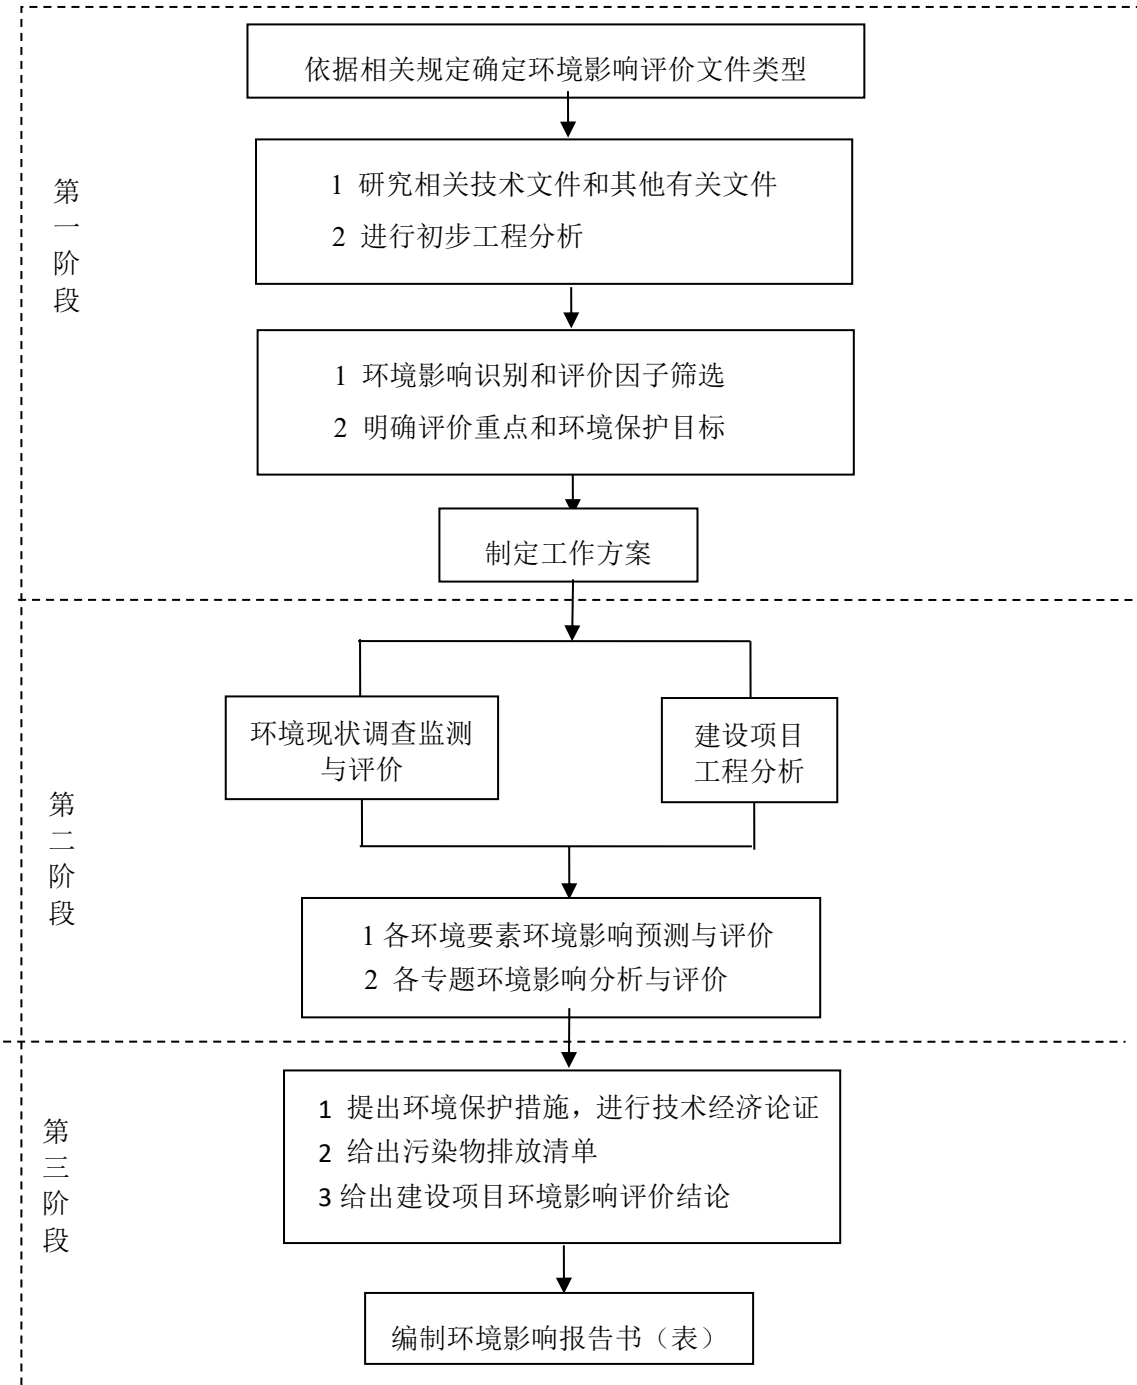 依据相关规定确定环境影响评价文件类型
第一阶段
1 研究相关技术文件和其他有关文件
2 进行初步工程分析
1 环境影响识别和评价因子筛选
2 明确评价重点和环境保护目标
制定工作方案
第二阶段
环境现状调查监测
与评价
建设项目
工程分析
1 各环境要素环境影响预测与评价
2 各专题环境影响分析与评价
第三阶段
1 提出环境保护措施，进行技术经济论证
2 给出污染物排放清单
3 给出建设项目环境影响评价结论
编制环境影响报告书（表）